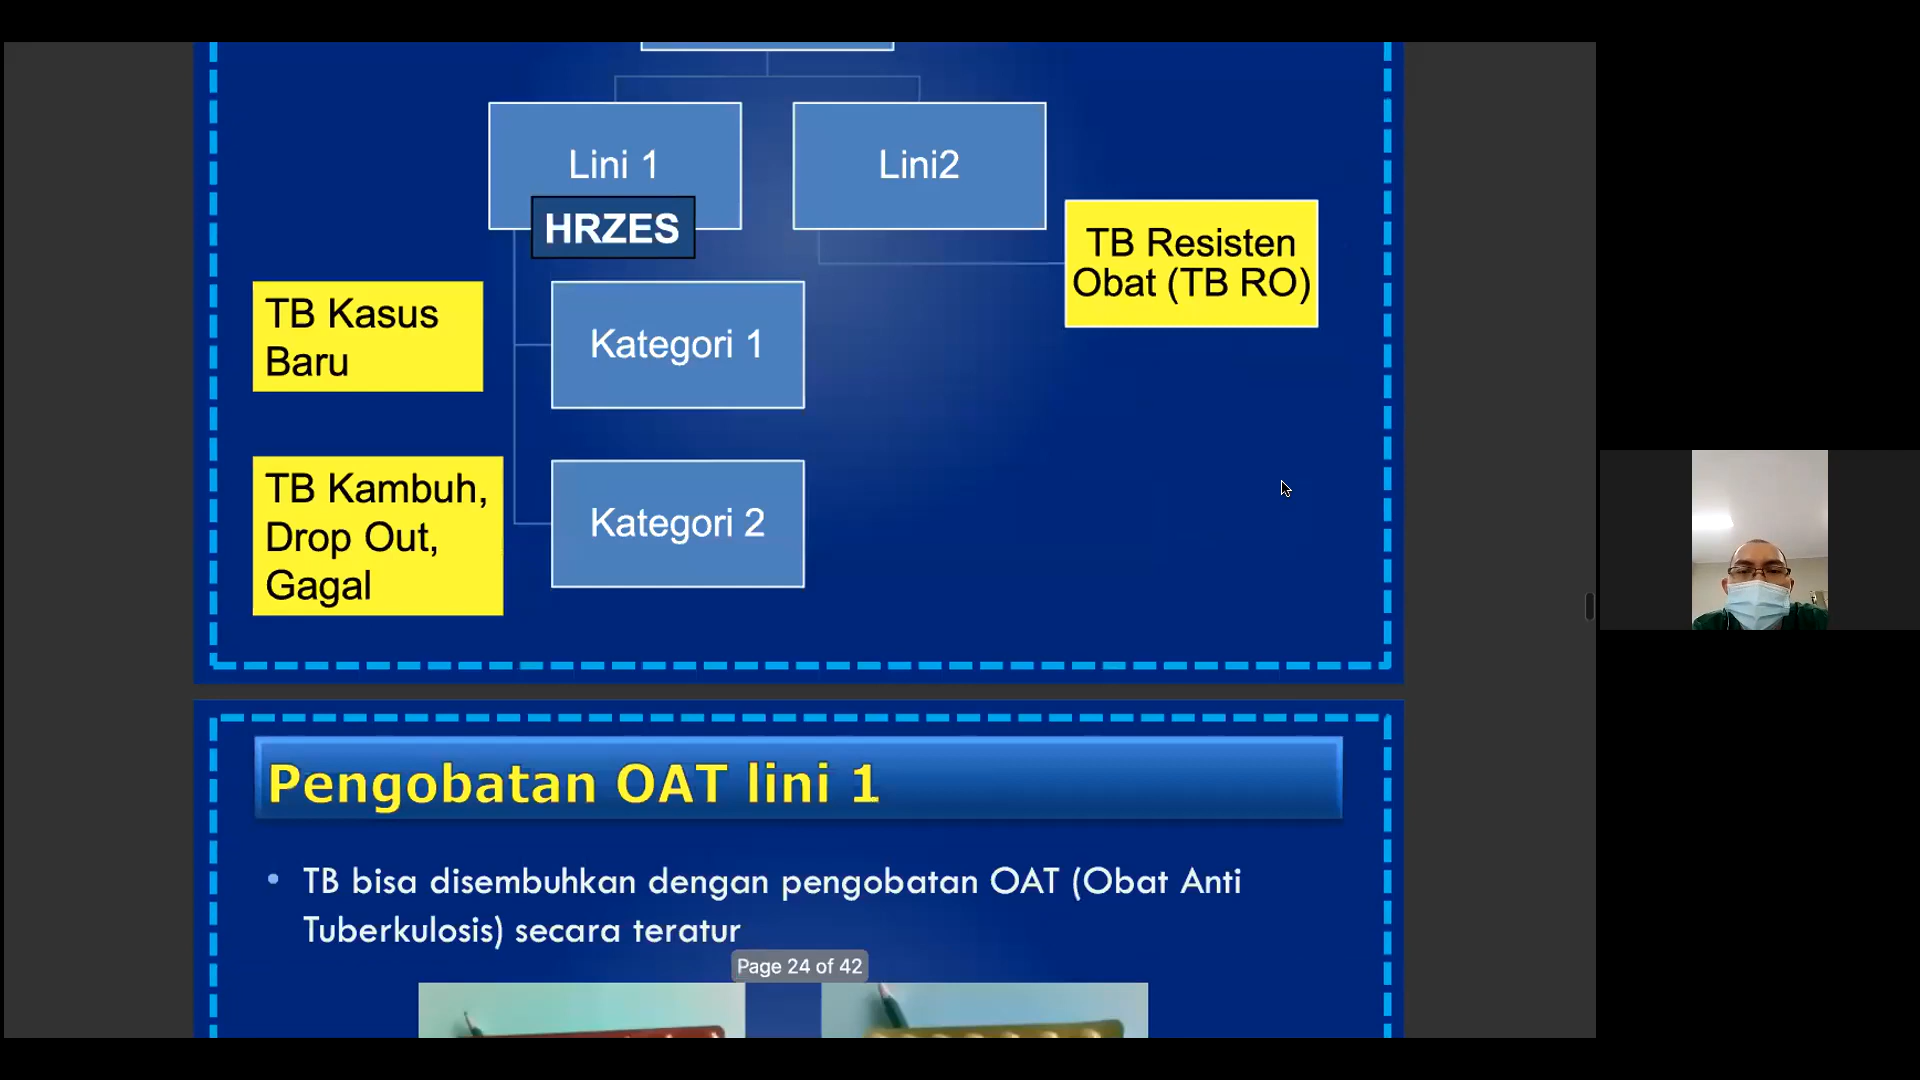 Lini 1
Lini2
HRZES
TB Resisten
Obat (TB RO)
TB Kasus
Baru
Kategori 1
TB Kambuh,
Drop Out,
Gagal
Kategori 2
Pengobatan OAT lini 1
• TB bisa disembuhkan dengan pengobatan OAT (Obat Anti
Tuberkulosis) secara teratur
Page 24 of 42